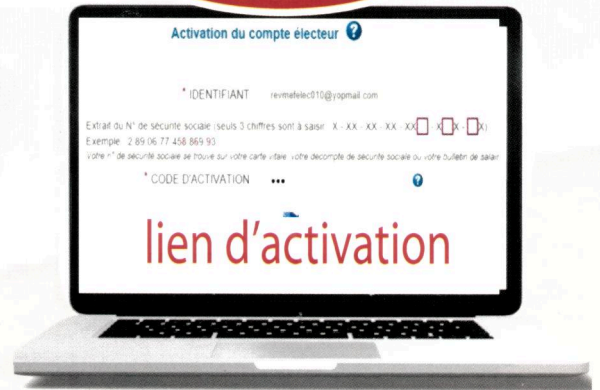 Activation du compte électeur ?
* IDENTIFIANT revmefelec010@yopmail.com
Extrait du N° de sécurité sociale (seuls 3 chiffres sont à saisir X - XX - XX - XX - XX - X X - X)
Exemple 2 89 06 77 458 869 93
Votre n° de sécurité sociale se trouve sur votre carte vitale votre décompte de sécurité sociale ou votre bulletin de salair
* CODE D'ACTIVATION ••• ?
lien d'activation